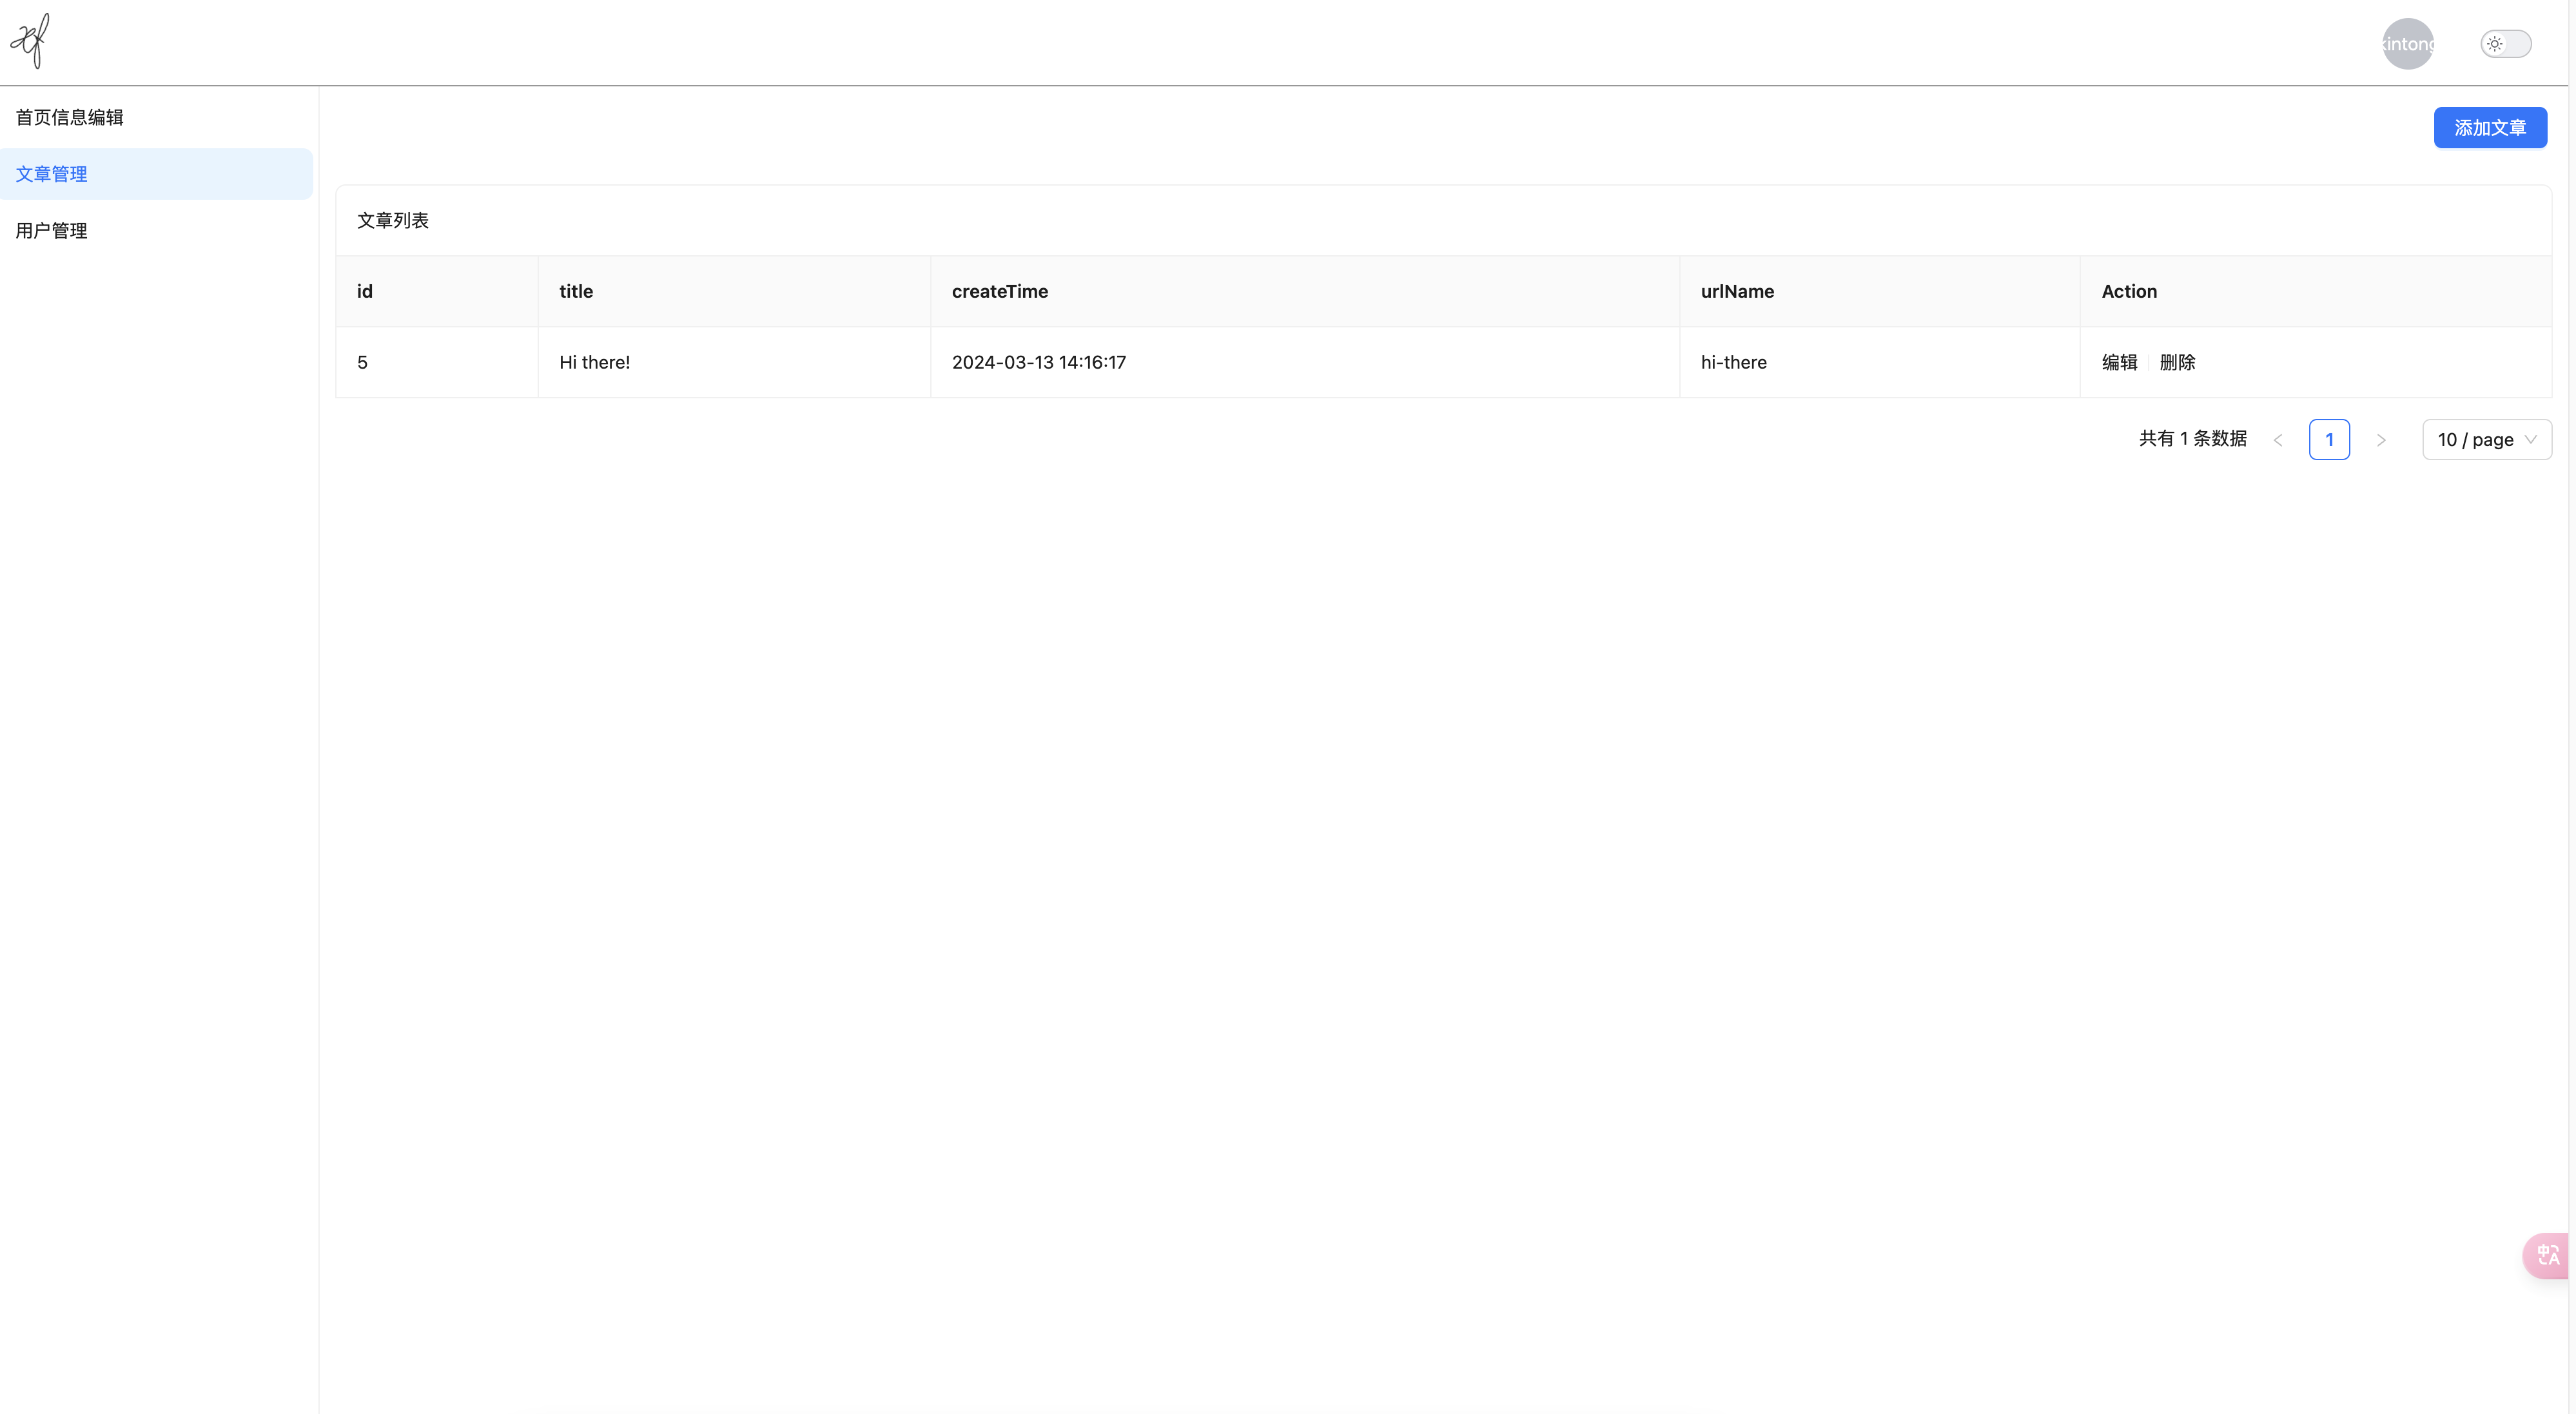 kintong
首页信息编辑
添加文章
文章管理
用户管理
文章列表
id title createTime urlName Action
5 Hi there! 2024-03-13 14:16:17 hi-there 编辑 删除
共有 1 条数据 1 10 / page